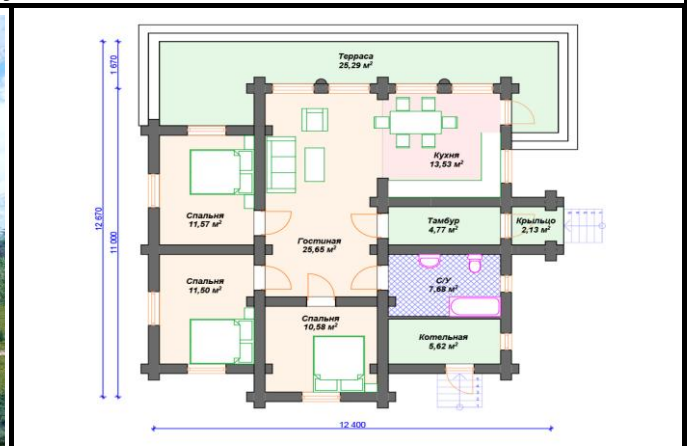 Терраса
25,29 м²
1 670
Кухня
13,53 м²
Спальня
11,57 м²
Тамбур
4,77 м²
Крыльцо
2,13 м²
12 670
11 000
Гостиная
25,65 м²
Спальня
11,50 м²
С/У
7,68 м²
Спальня
10,58 м²
Котельная
5,62 м²
12 400